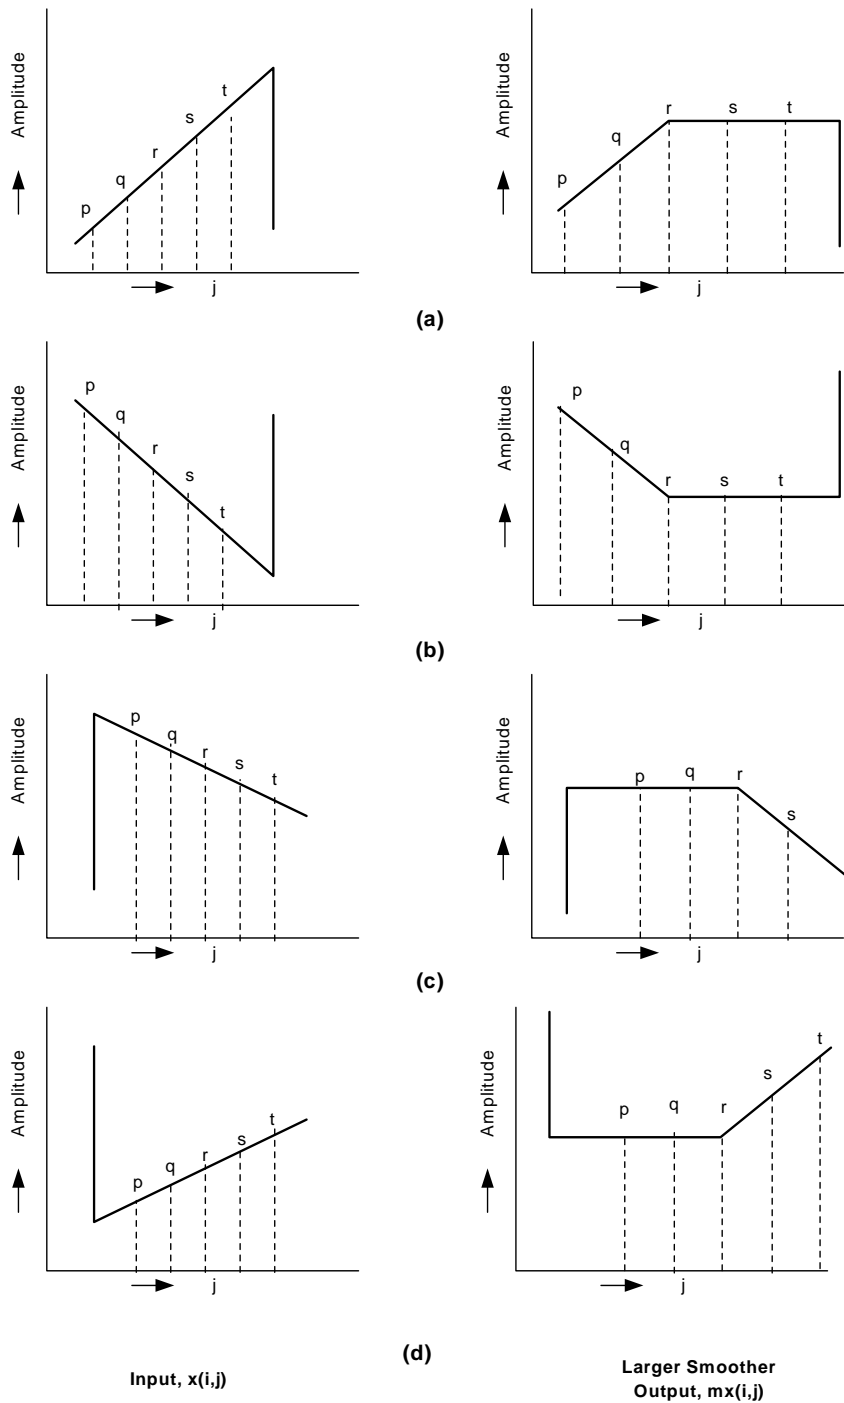 Amplitude
p
q
r
s
t
j
Amplitude
p
q
r
s
t
j
(a)
Amplitude
p
q
r
s
t
j
Amplitude
p
q
r
s
t
j
(b)
Amplitude
p
q
r
s
t
j
Amplitude
p
q
r
s
j
(c)
Amplitude
p
q
r
s
t
j
Amplitude
p
q
r
s
t
j
(d)
Input, x(i,j)
Larger Smoother
Output, mx(i,j)